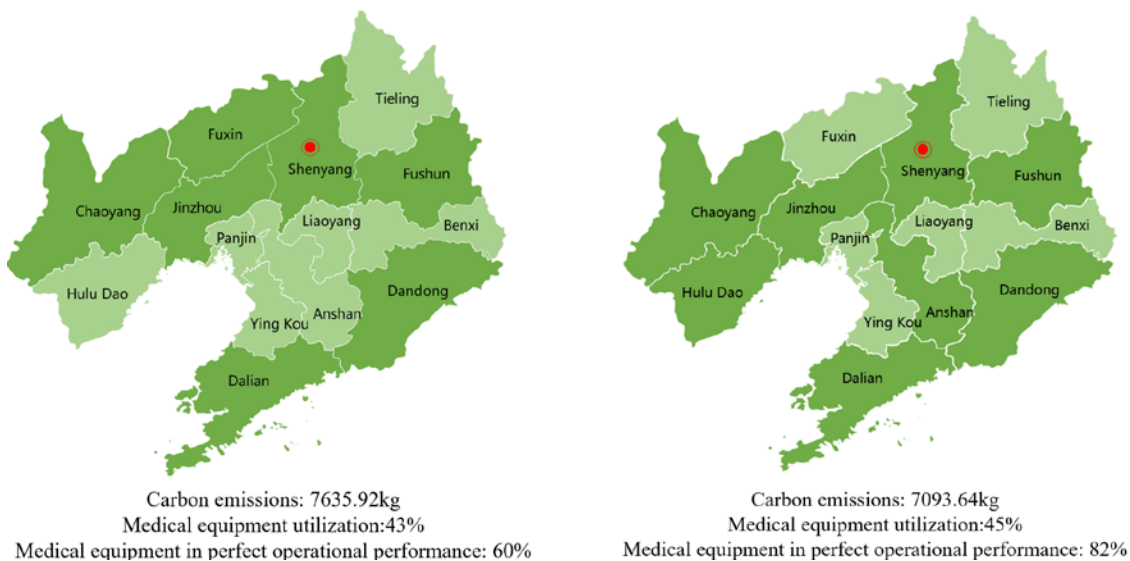 Tieling
Fuxin
Shenyang
Fushun
Chaoyang
Jinzhou
Liaoyang
Benxi
Panjin
Hulu Dao
Dandong
Ying Kou
Anshan
Dalian
Carbon emissions: 7635.92kg
Medical equipment utilization:43%
Medical equipment in perfect operational performance: 60%
Tieling
Fuxin
Shenyang
Fushun
Chaoyang
Jinzhou
Liaoyang
Benxi
Panjin
Hulu Dao
Dandong
Ying Kou
Anshan
Dalian
Carbon emissions: 7093.64kg
Medical equipment utilization:45%
Medical equipment in perfect operational performance: 82%